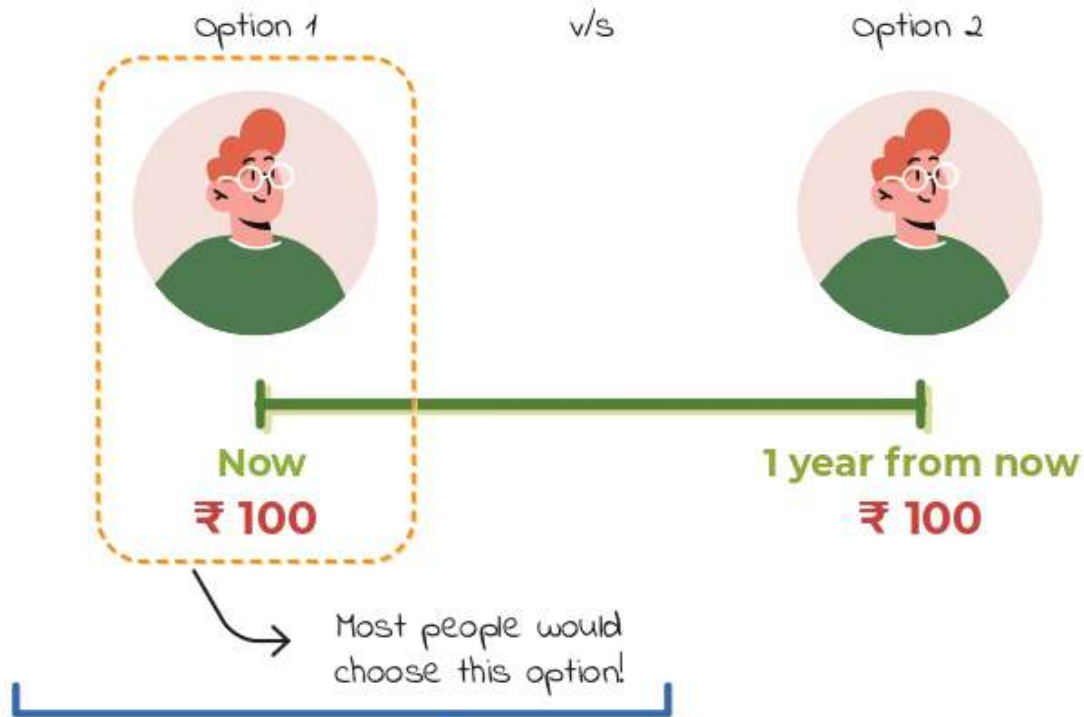 Option 1
v/s
Option 2
Now
₹ 100
1 year from now
₹ 100
Most people would
choose this option!